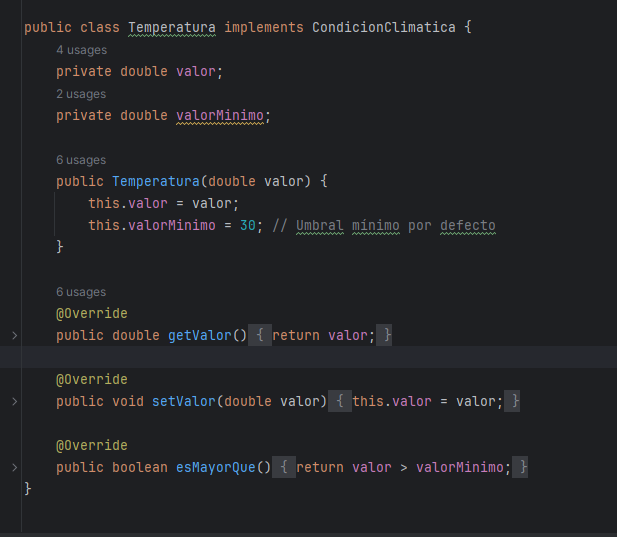 public class Temperatura implements CondicionClimatica {
4 usages
private double valor;
2 usages
private double valorMinimo;
6 usages
public Temperatura(double valor) {
this.valor = valor;
this.valorMinimo = 30; // Umbral mínimo por defecto
}
6 usages
@Override
public double getValor() { return valor; }
@Override
public void setValor(double valor) { this.valor = valor; }
@Override
public boolean esMayorQue() { return valor > valorMinimo; }
}